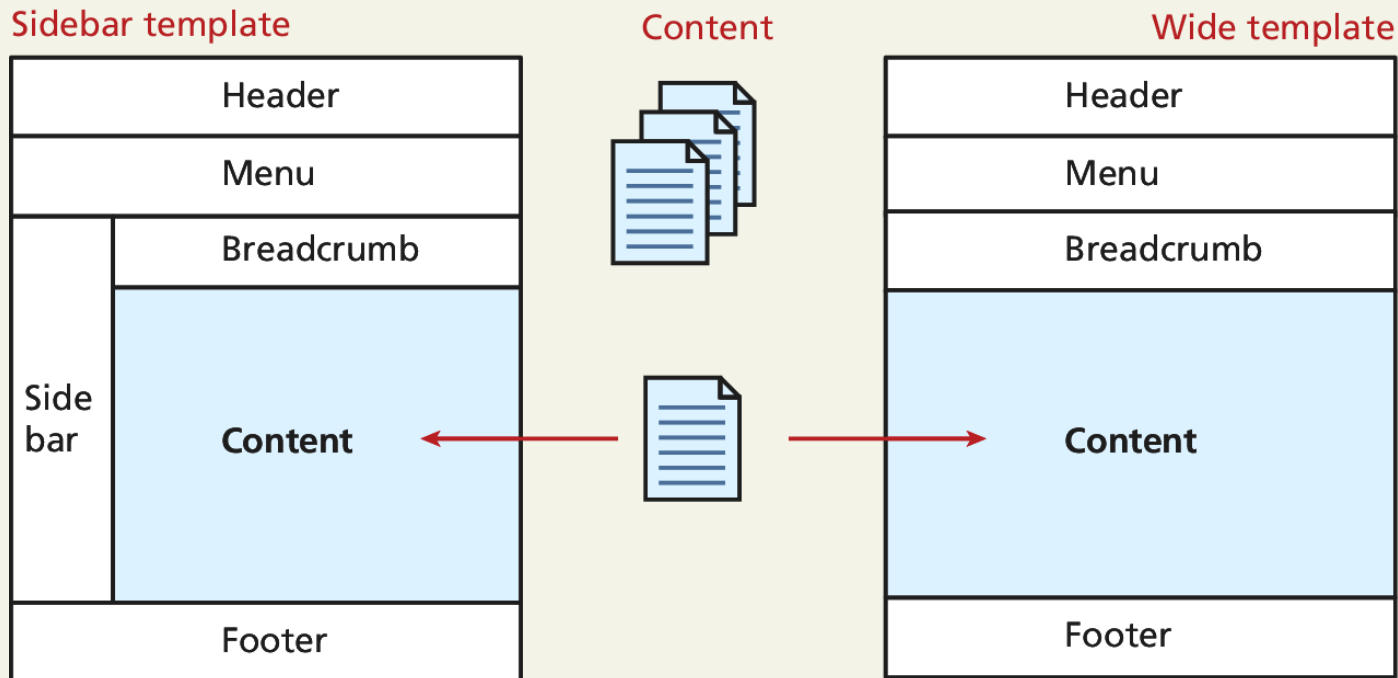 Sidebar template
Content
Wide template
Header
Menu
Breadcrumb
Side
bar
Content
Footer
Header
Menu
Breadcrumb
Content
Footer